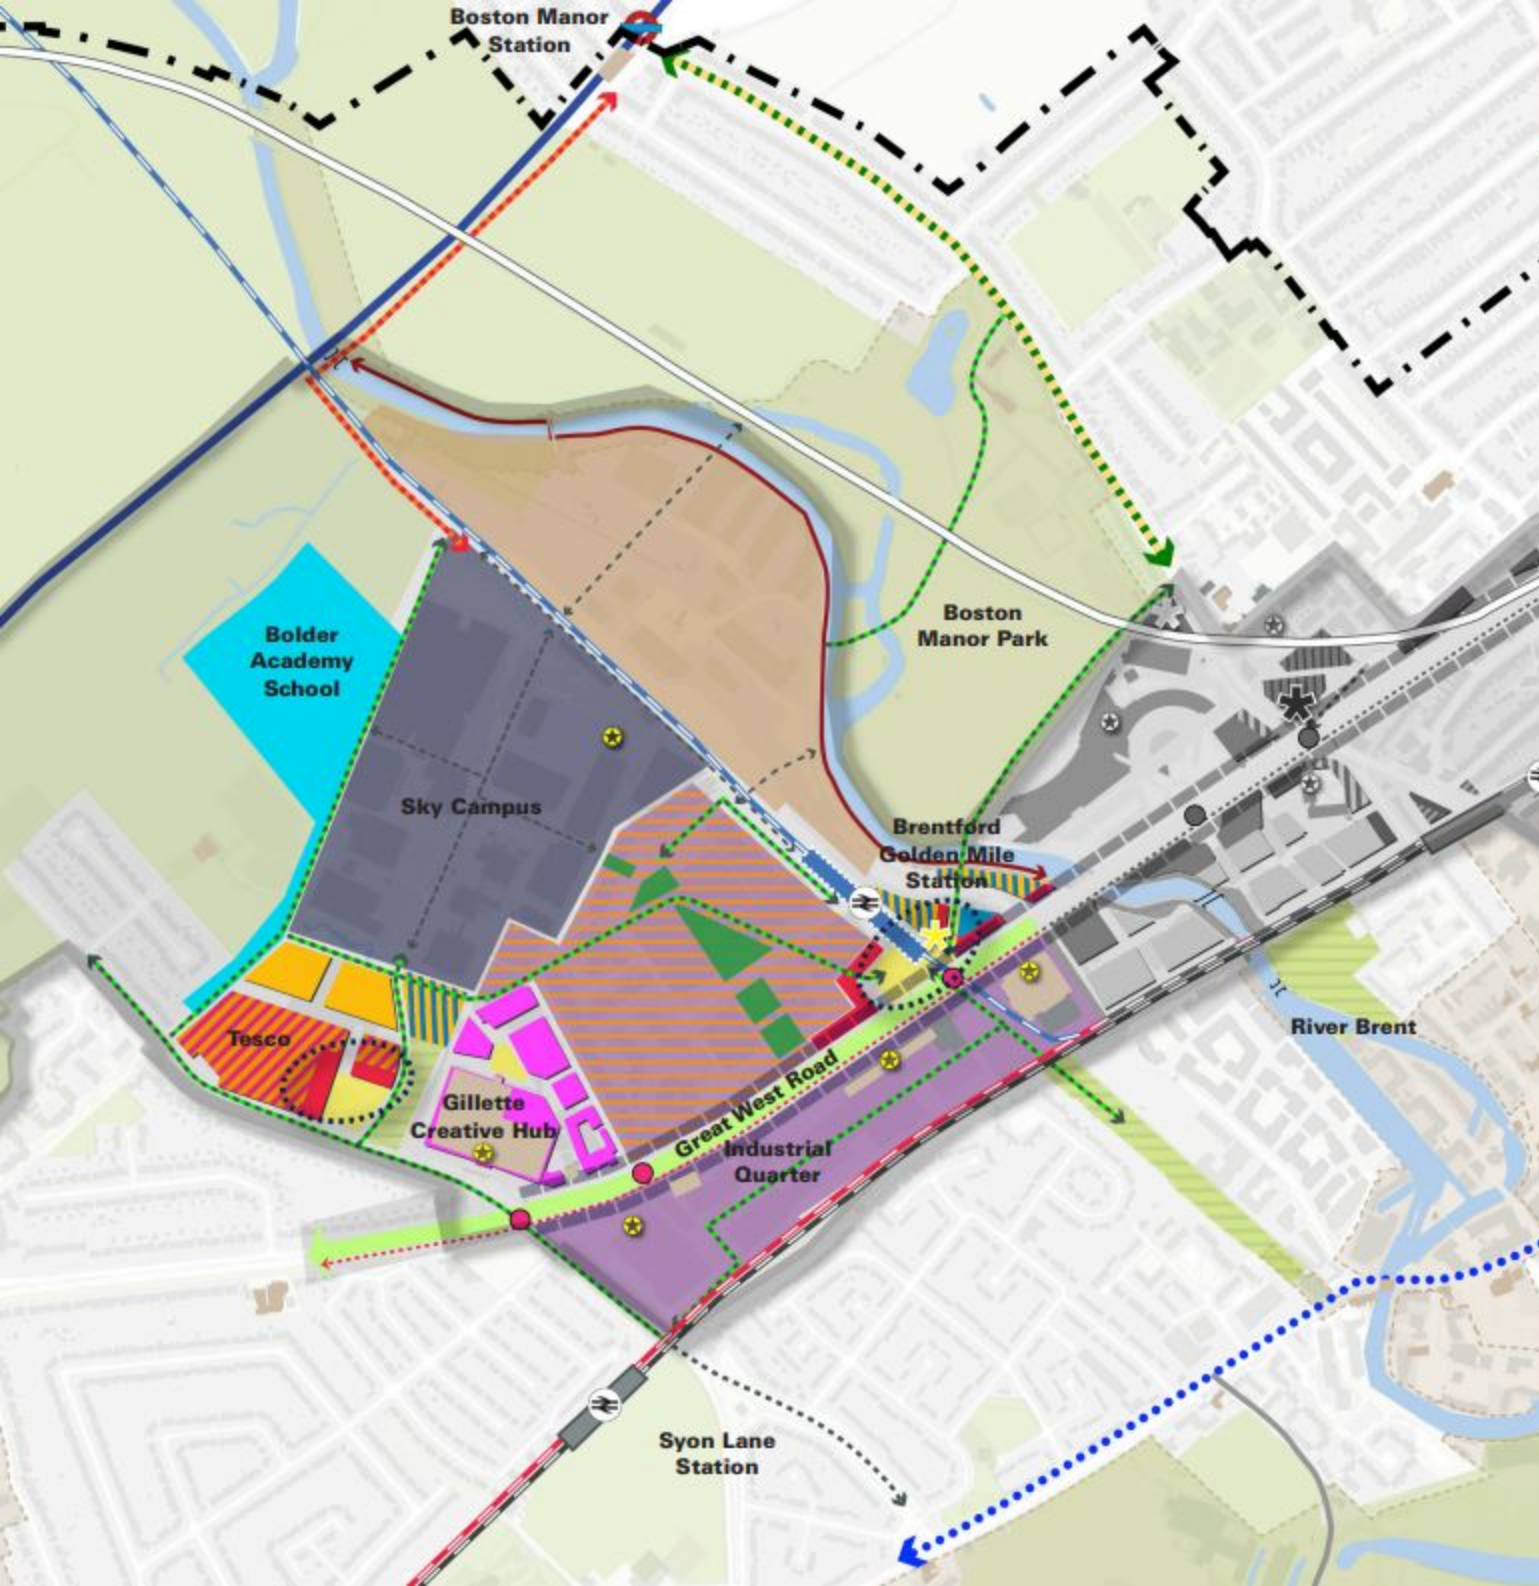 Boston Manor
Station
Bolder
Academy
School
Boston
Manor Park
Sky Campus
Brentford
Golden Mile
Station
Tesco
River Brent
Gillette
Creative Hub
Great West Road
Industrial
Quarter
Syon Lane
Station